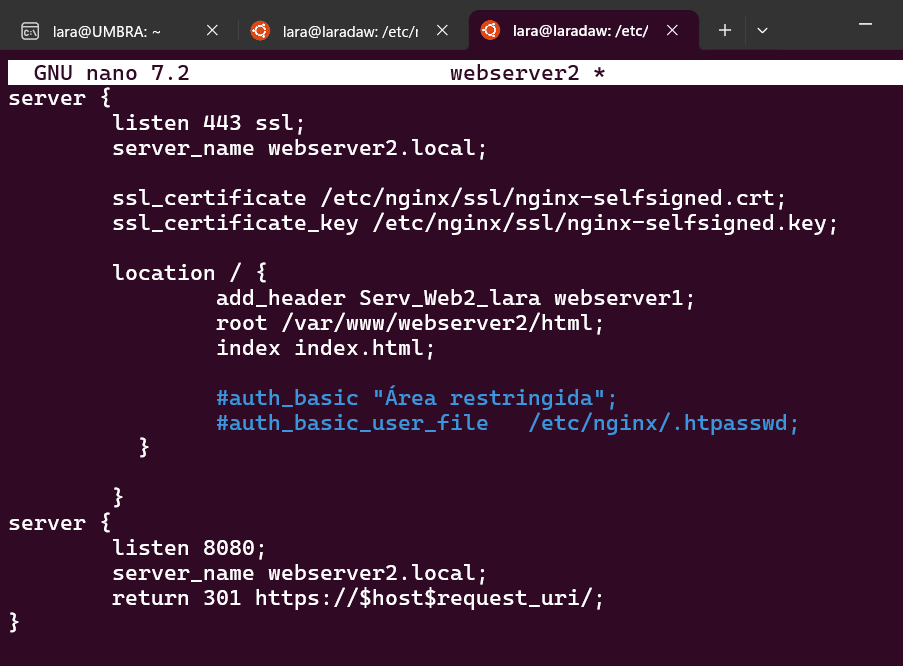 lara@UMBRA: ~
lara@laradaw: /etc/r
lara@laradaw: /etc/
GNU nano 7.2 webserver2 *
server {
listen 443 ssl;
server_name webserver2.local;
ssl_certificate /etc/nginx/ssl/nginx-selfsigned.crt;
ssl_certificate_key /etc/nginx/ssl/nginx-selfsigned.key;
location / {
add_header Serv_Web2_lara webserver1;
root /var/www/webserver2/html;
index index.html;
#auth_basic "Área restringida";
#auth_basic_user_file /etc/nginx/.htpasswd;
}
}
server {
listen 8080;
server_name webserver2.local;
return 301 https://$host$request_uri/;
}